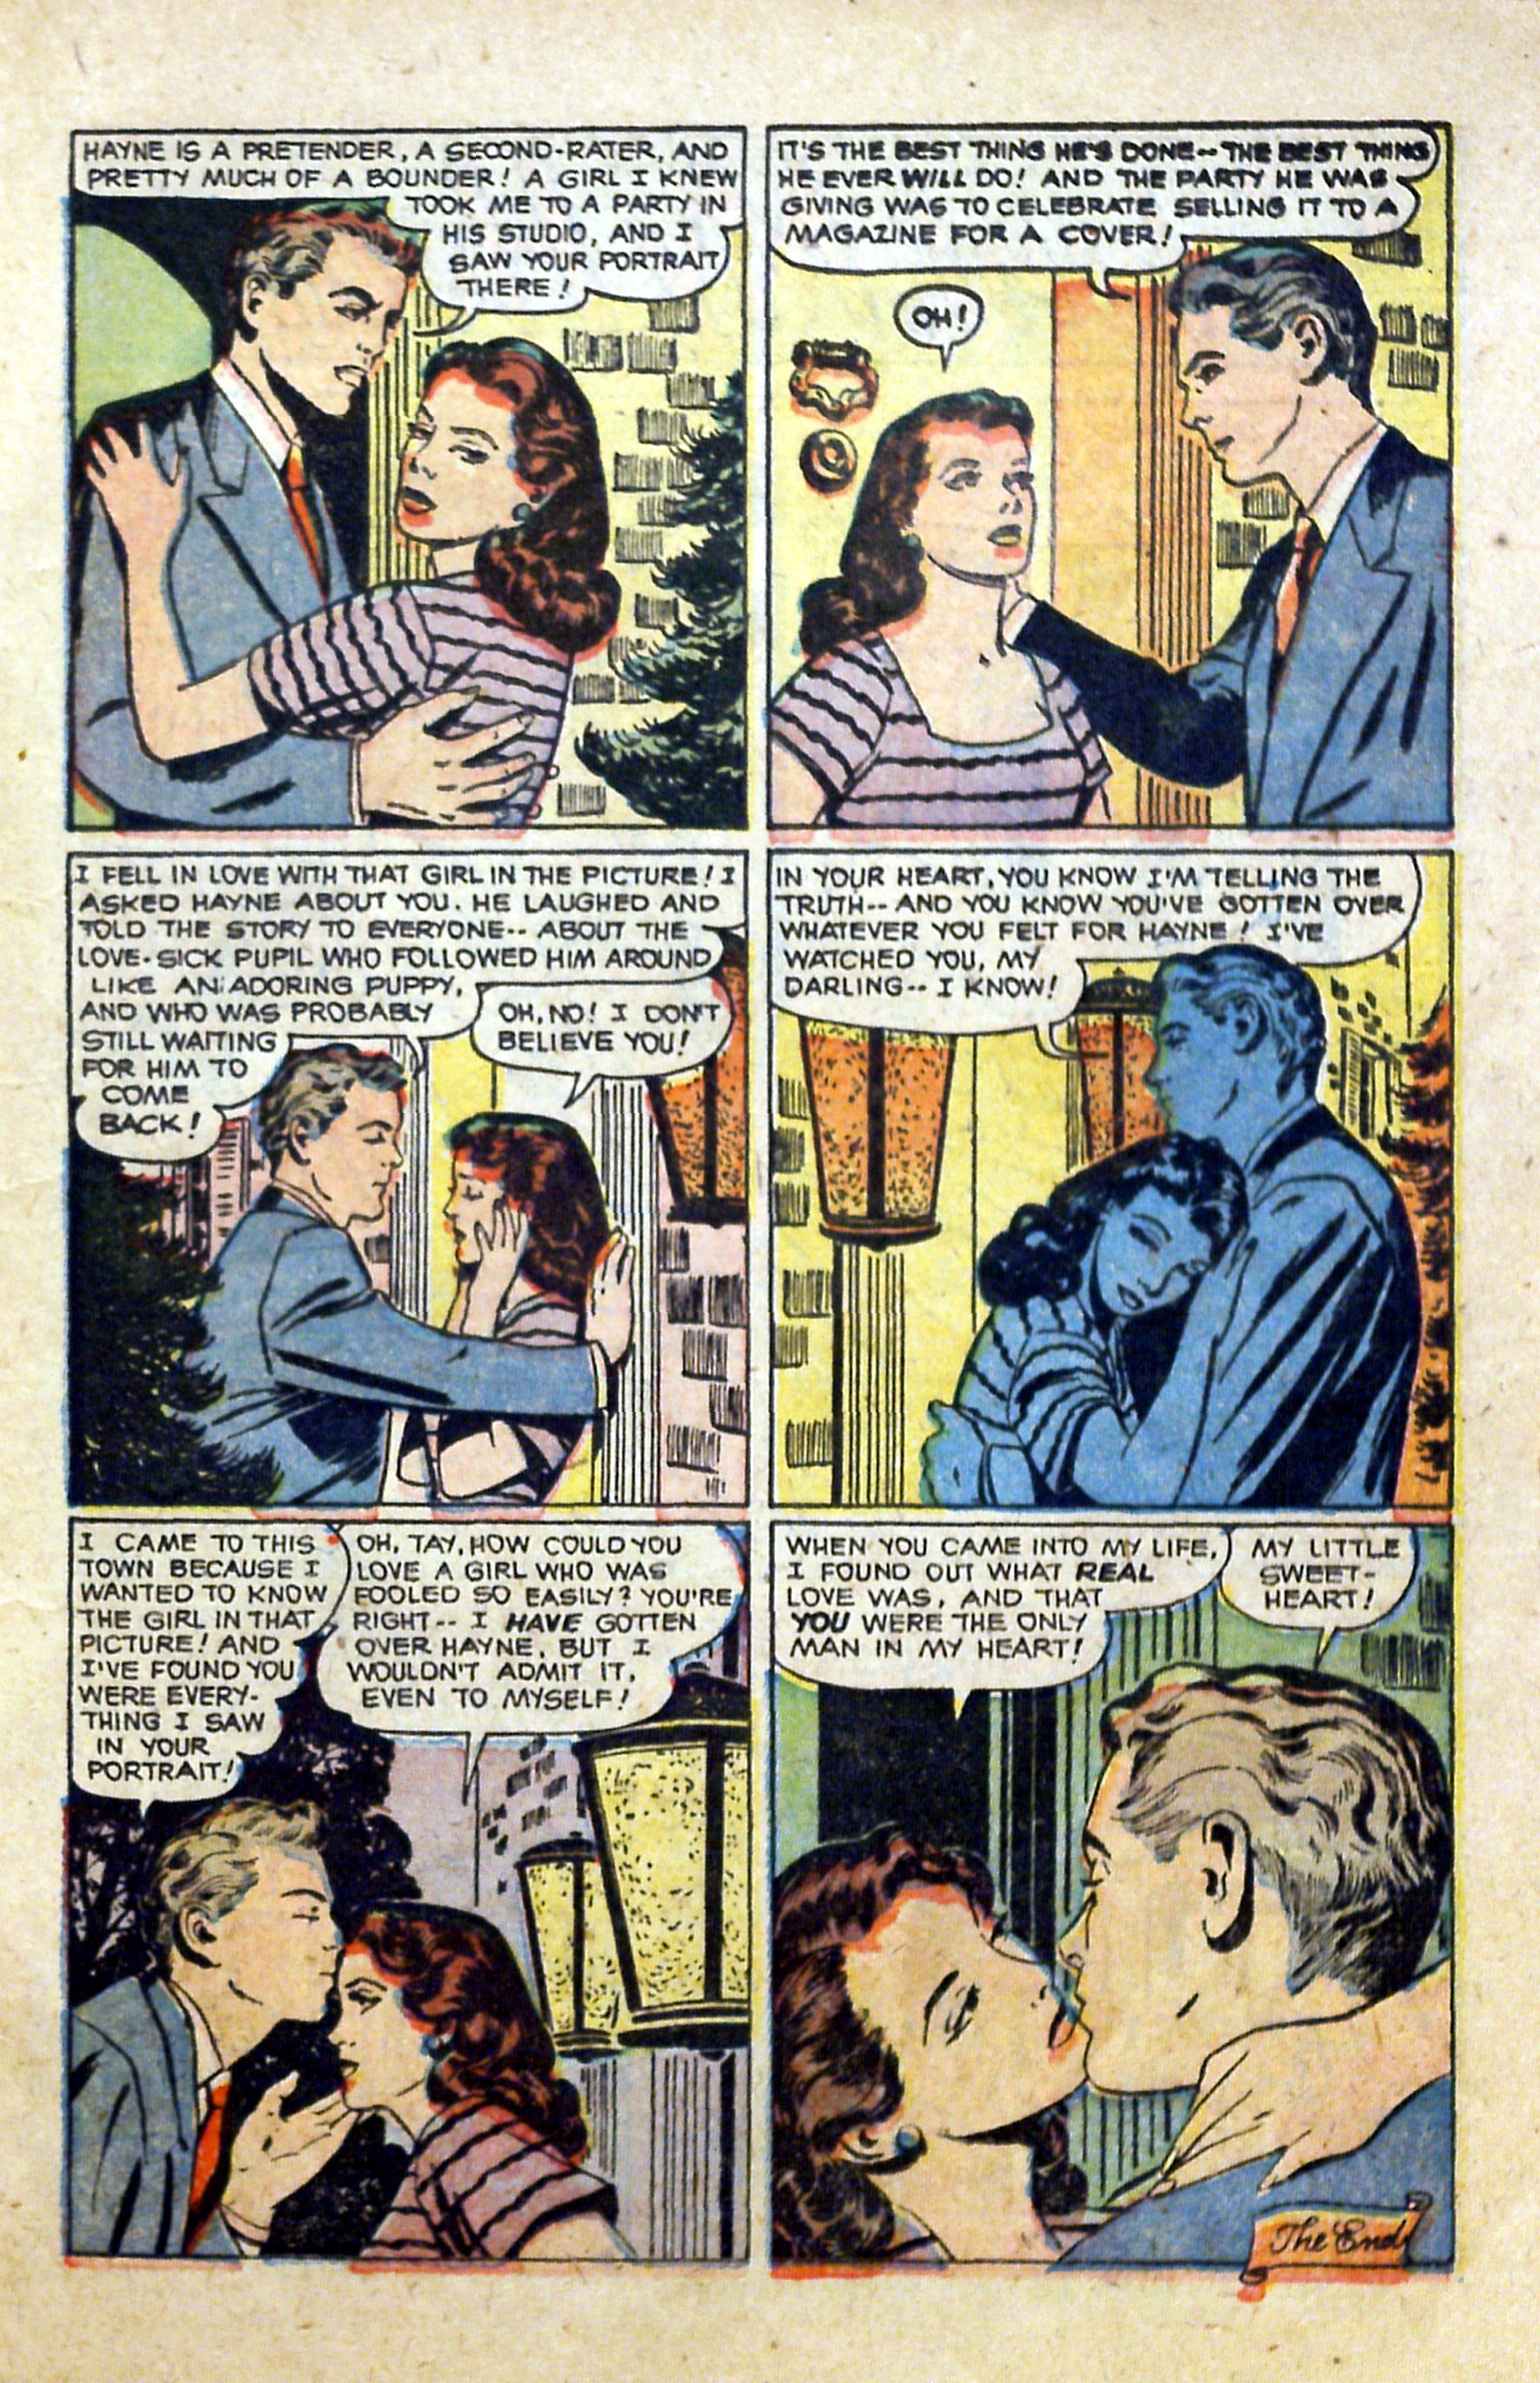 HAYNE IS A PRETENDER, A SECOND-RATER, AND
PRETTY MUCH OF A BOUNDER! A GIRL I KNEW
TOOK ME TO A PARTY IN
HIS STUDIO, AND I
SAW YOUR PORTRAIT
THERE!
IT'S THE BEST THING HE'S DONE--THE BEST THING
HE EVER WILL DO! AND THE PARTY HE WAS
GIVING WAS TO CELEBRATE SELLING IT TO A
MAGAZINE FOR A COVER!
OH!
I FELL IN LOVE WITH THAT GIRL IN THE PICTURE! I
ASKED HAYNE ABOUT YOU. HE LAUGHED AND
TOLD THE STORY TO EVERYONE-- ABOUT THE
LOVE-SICK PUPIL WHO FOLLOWED HIM AROUND
LIKE AN ADORING PUPPY,
AND WHO WAS PROBABLY
STILL WAITING
FOR HIM TO
COME
BACK!
OH, NO! I DON'T
BELIEVE YOU!
IN YOUR HEART, YOU KNOW I'M TELLING THE
TRUTH-- AND YOU KNOW YOU'VE GOTTEN OVER
WHATEVER YOU FELT FOR HAYNE! I'VE
WATCHED YOU, MY
DARLING-- I KNOW!
I CAME TO THIS
TOWN BECAUSE I
WANTED TO KNOW
THE GIRL IN THAT
PICTURE! AND
I'VE FOUND YOU
WERE EVERY-
THING I SAW
IN YOUR
PORTRAIT!
OH, TAY, HOW COULD YOU
LOVE A GIRL WHO WAS
FOOLED SO EASILY? YOU'RE
RIGHT-- I HAVE GOTTEN
OVER HAYNE, BUT I
WOULDN'T ADMIT IT,
EVEN TO MYSELF!
WHEN YOU CAME INTO MY LIFE,
I FOUND OUT WHAT REAL
LOVE WAS, AND THAT
YOU WERE THE ONLY
MAN IN MY HEART!
MY LITTLE
SWEET-
HEART!
The End